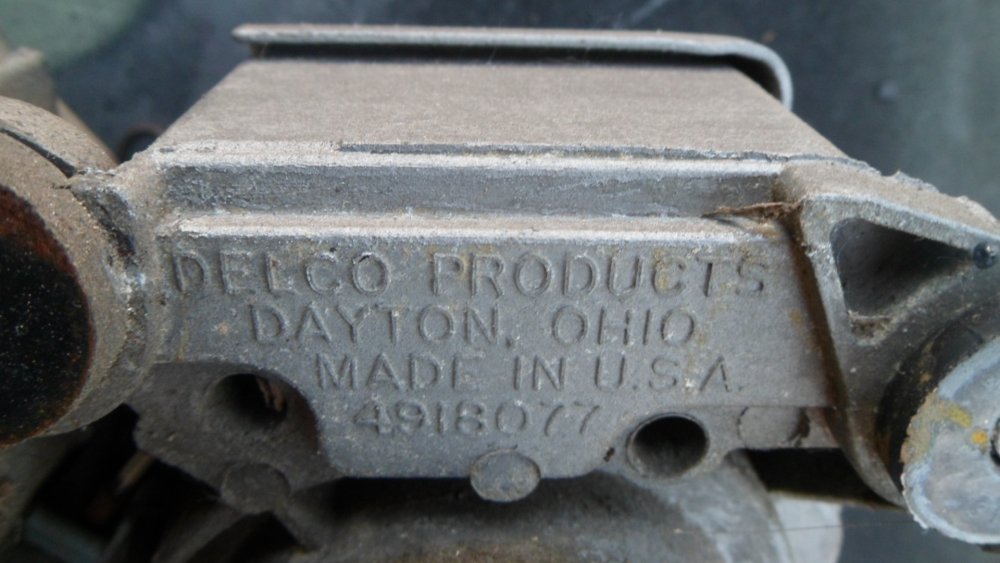 DELCO PRODUCTS
DAYTON, OHIO
MADE IN U.S.A.
4918077